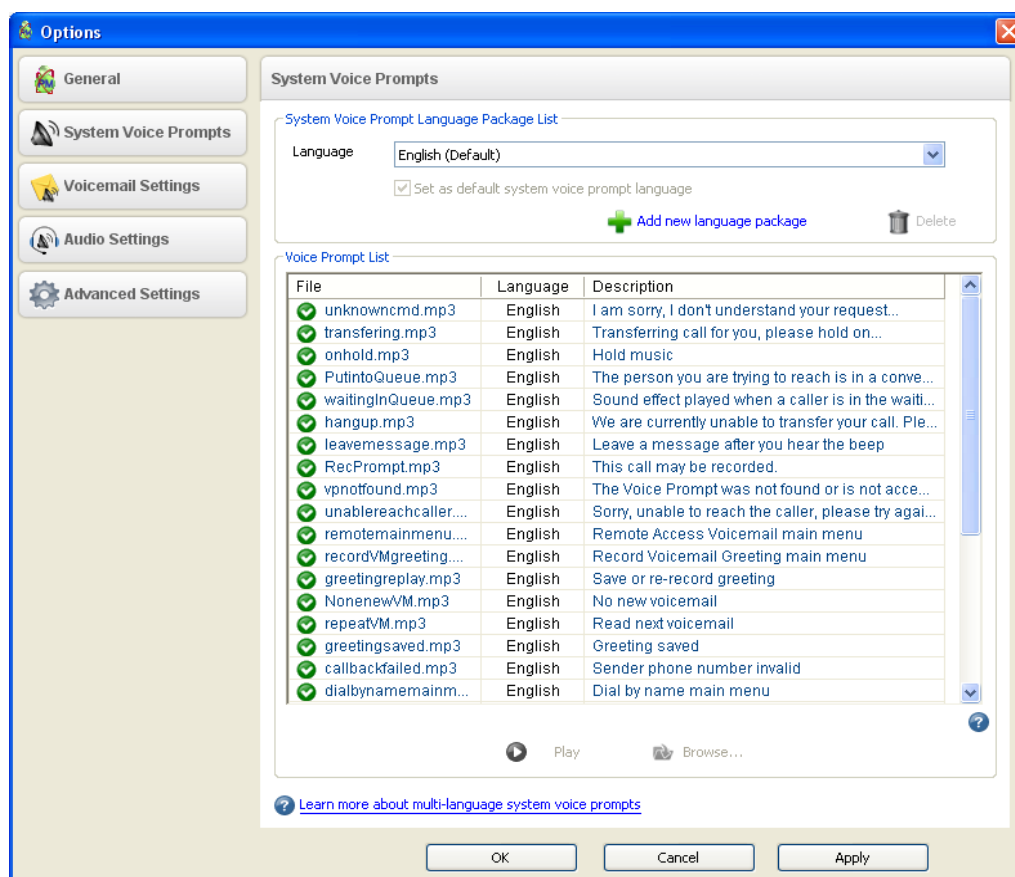 Options
General
System Voice Prompts
Voicemail Settings
Audio Settings
Advanced Settings
System Voice Prompts
System Voice Prompt Language Package List
Language English (Default)
Set as default system voice prompt language
Add new language package Delete
Voice Prompt List
File Language Description
unknowncmd.mp3 English I am sorry, I don't understand your request...
transfering.mp3 English Transferring call for you, please hold on...
onhold.mp3 English Hold music
PutintoQueue.mp3 English The person you are trying to reach is in a conve...
waitingInQueue.mp3 English Sound effect played when a caller is in the waiti...
hangup.mp3 English We are currently unable to transfer your call. Ple...
leavemessage.mp3 English Leave a message after you hear the beep
RecPrompt.mp3 English This call may be recorded.
vpnotfound.mp3 English The Voice Prompt was not found or is not acce...
unablereachcaller.... English Sorry, unable to reach the caller, please try agai...
remotemainmenu.... English Remote Access Voicemail main menu
recordVMgreeting.... English Record Voicemail Greeting main menu
greetingreplay.mp3 English Save or re-record greeting
NonenewVM.mp3 English No new voicemail
repeatVM.mp3 English Read next voicemail
greetingsaved.mp3 English Greeting saved
callbackfailed.mp3 English Sender phone number invalid
dialbynamemainm... English Dial by name main menu
Play Browse...
Learn more about multi-language system voice prompts
OK Cancel Apply